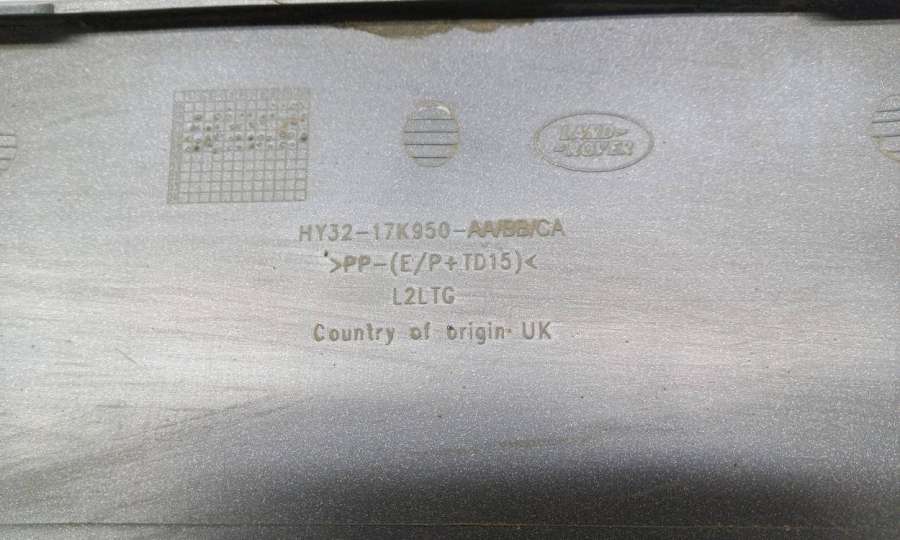 LAND-
-ROVER
HY32-17K950-AA/BB/CA
>PP-(E/P+TD15)<
L2LTG
Country of origin UK